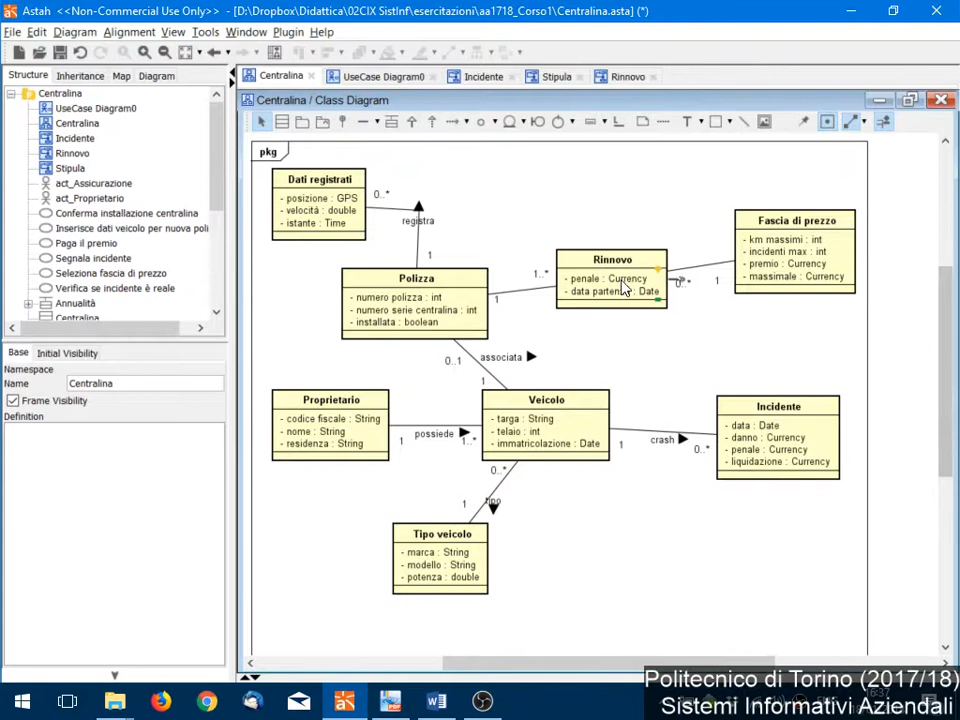 Astah <<Non-Commercial Use Only>> - [D:\Dropbox\Didattica\02CIX SistInf\esercitazioni\aa1718_Corso1\Centralina.asta] (*)
File Edit Diagram Alignment View Tools Window Plugin Help
Structure Inheritance Map Diagram
Centralina UseCase Diagram0 Incidente Stipula Rinnovo
Centralina
UseCase Diagram0
Centralina
Incidente
Rinnovo
Stipula
act_Assicurazione
act_Proprietario
Conferma installazione centralina
Inserisce dati veicolo per nuova poli
Paga il premio
Segnala incidente
Seleziona fascia di prezzo
Verifica se incidente è reale
Annualità
Centralina
Base Initial Visibility
Namespace
Name Centralina
Frame Visibility
Definition
Centralina / Class Diagram
pkg
Dati registrati
- posizione : GPS
- velocità : double
- istante : Time
0..*
registra
1
Polizza
- numero polizza : int
- numero serie centralina : int
- installata : boolean
1
1..*
Rinnovo
- penale : Currency
- data partenza : Date
0..*
1
Fascia di prezzo
- km massimi : int
- incidenti max : int
- premio : Currency
- massimale : Currency
0..1
associata
1
Proprietario
- codice fiscale : String
- nome : String
- residenza : String
1
possiede
1..*
Veicolo
- targa : String
- telaio : int
- immatricolazione : Date
1
crash
0..*
Incidente
- data : Date
- danno : Currency
- penale : Currency
- liquidazione : Currency
0..*
tipo
1
Tipo veicolo
- marca : String
- modello : String
- potenza : double
Politecnico di Torino (2017/18)
Sistemi Informativi Aziendali